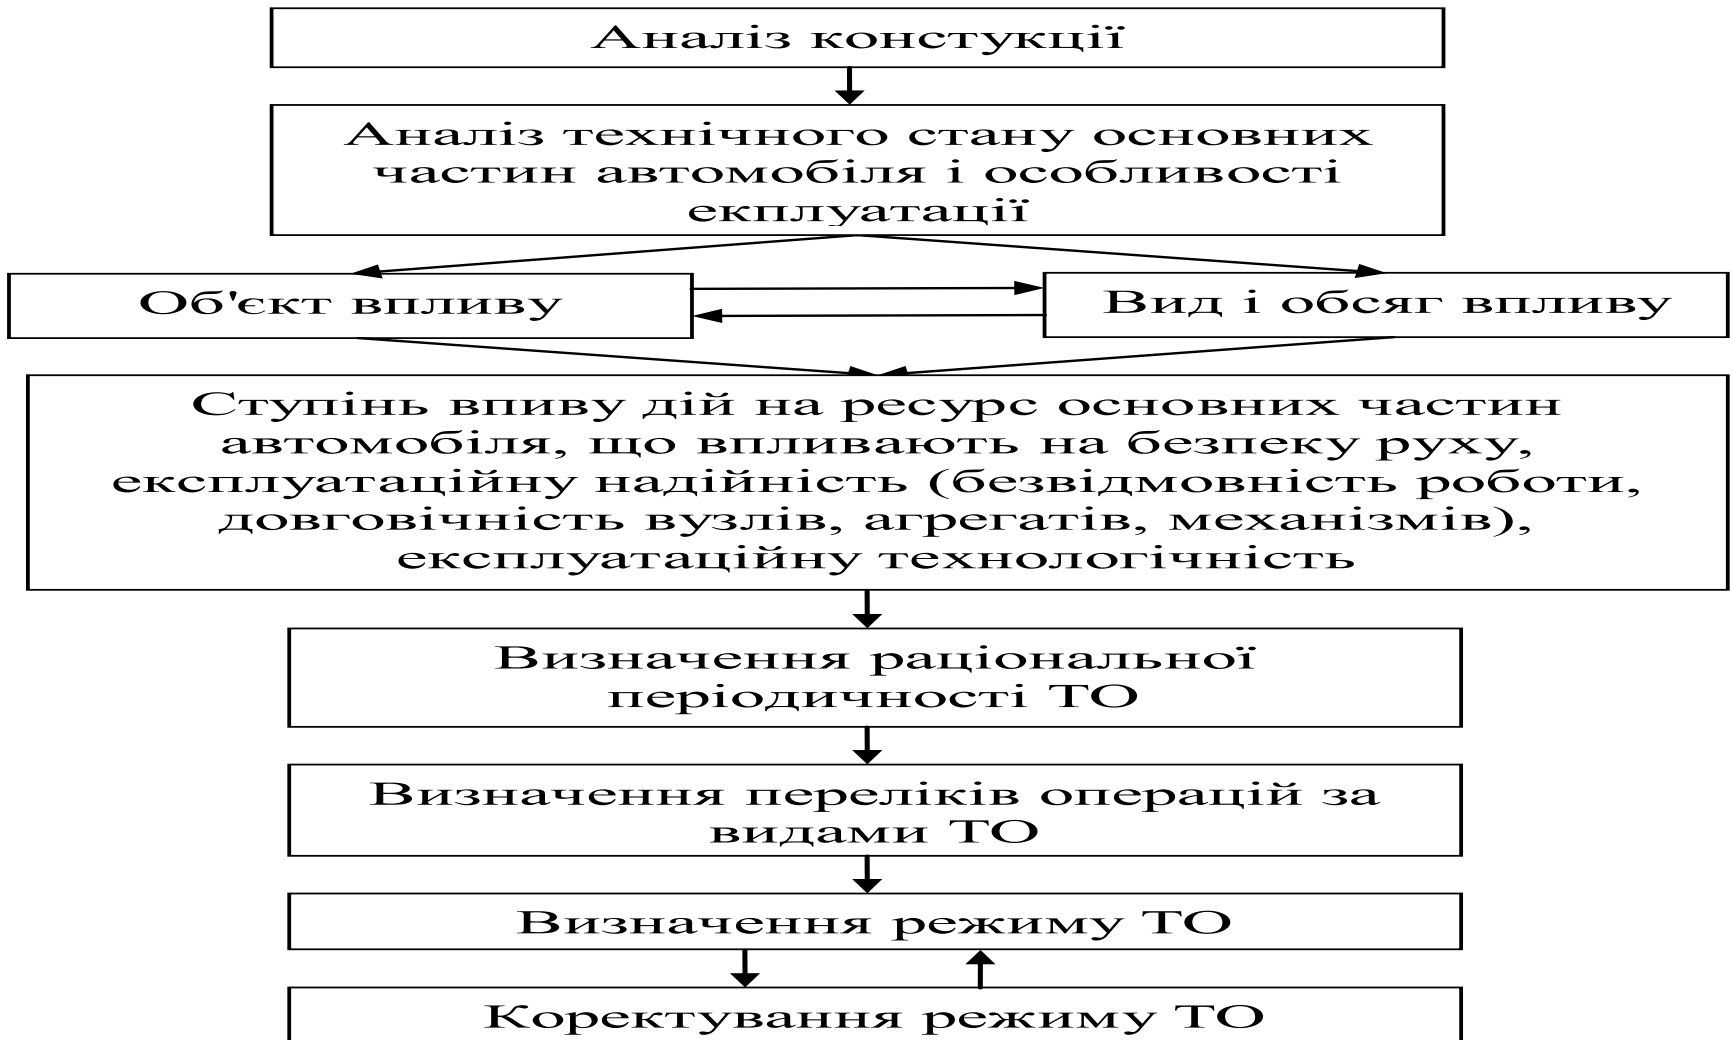 Аналіз констукції
Аналіз технічного стану основних
частин автомобіля і особливості
екплуатації
Об'єкт впливу
Вид і обсяг впливу
Ступінь впиву дій на ресурс основних частин
автомобіля, що впливають на безпеку руху,
експлуатаційну надійність (безвідмовність роботи,
довговічність вузлів, агрегатів, механізмів),
експлуатаційну технологічність
Визначення раціональної
періодичності ТО
Визначення переліків операцій за
видами ТО
Визначення режиму ТО
Коректування режиму ТО